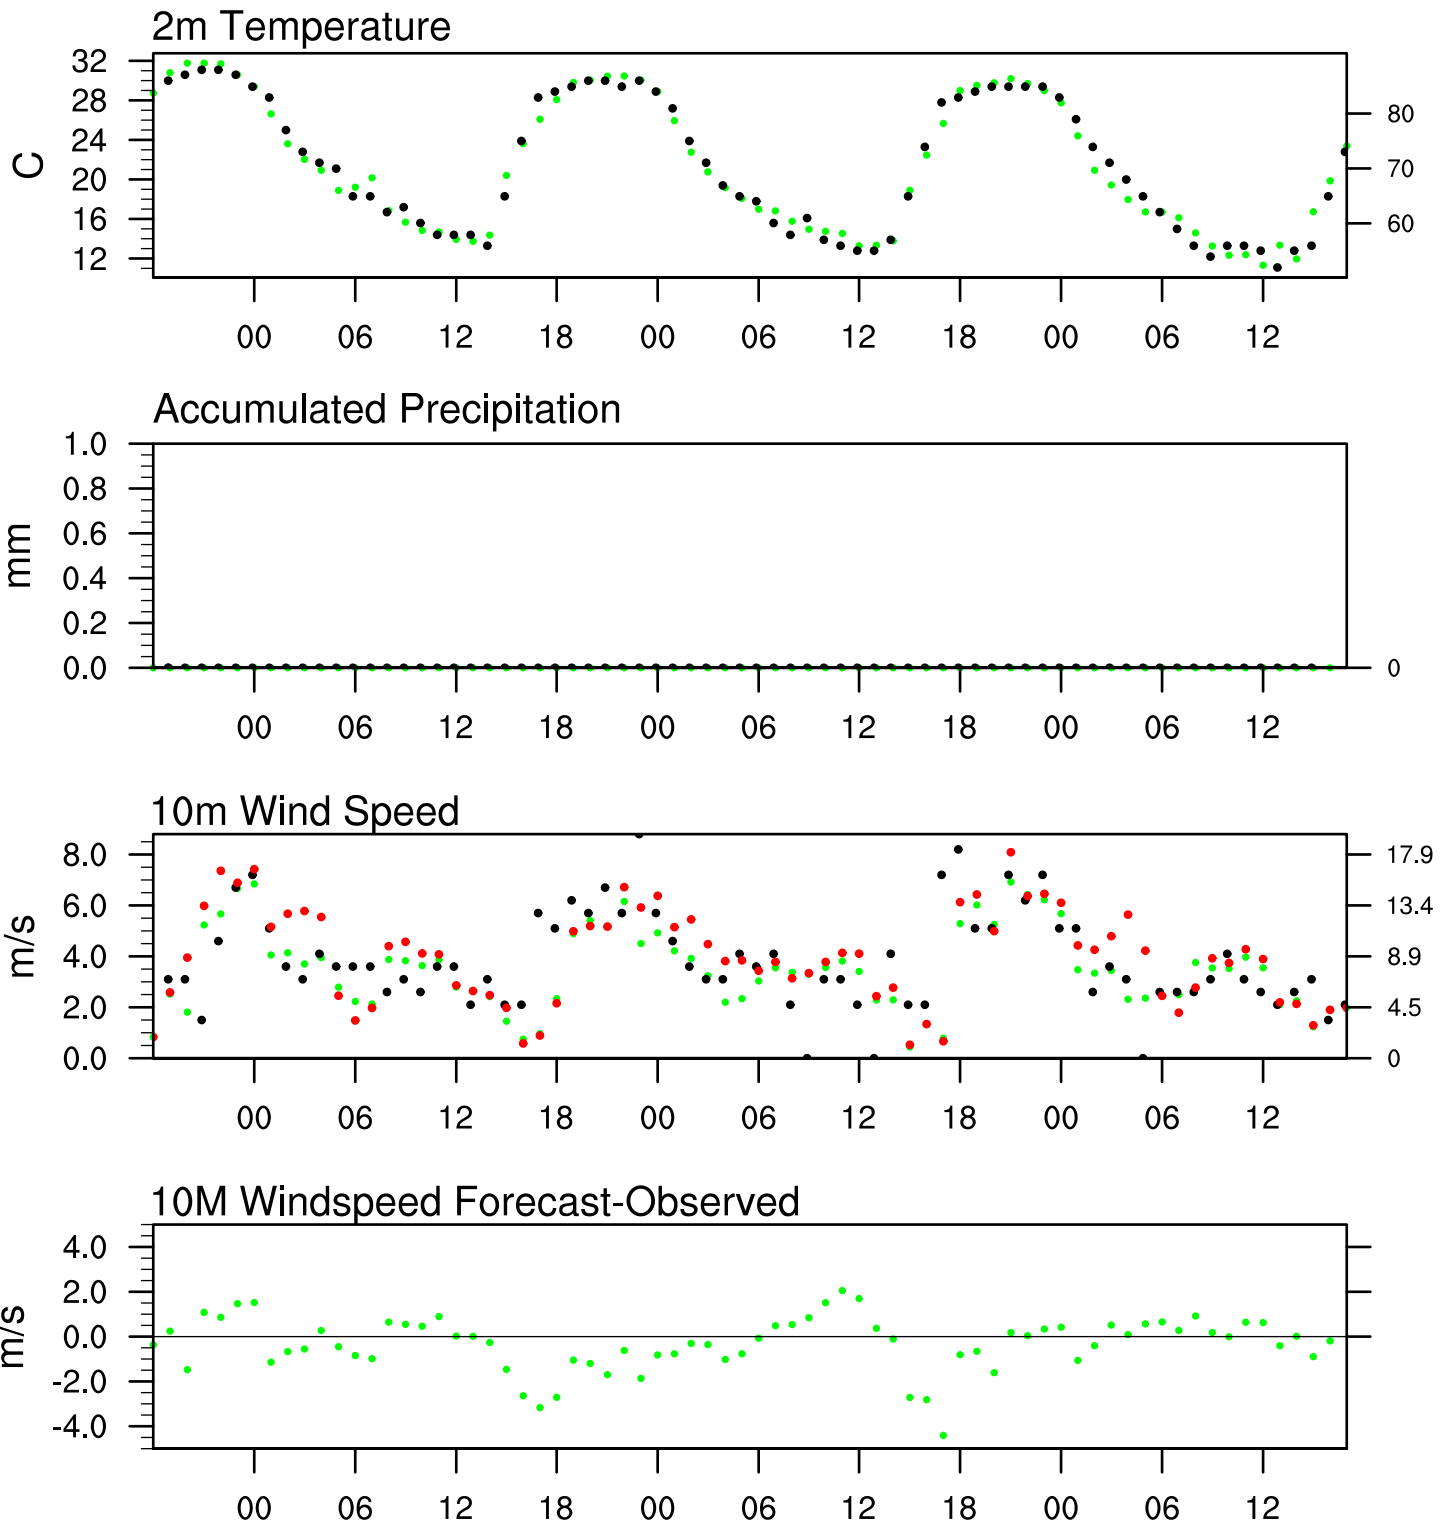 2m Temperature
32
28
24
20
16
12
C
80
70
60
00 06 12 18 00 06 12 18 00 06 12
Accumulated Precipitation
1.0
0.8
0.6
0.4
0.2
0.0
mm
0
00 06 12 18 00 06 12 18 00 06 12
10m Wind Speed
8.0
6.0
4.0
2.0
0.0
m/s
17.9
13.4
8.9
4.5
0
00 06 12 18 00 06 12 18 00 06 12
10M Windspeed Forecast-Observed
4.0
2.0
0.0
-2.0
-4.0
m/s
00 06 12 18 00 06 12 18 00 06 12